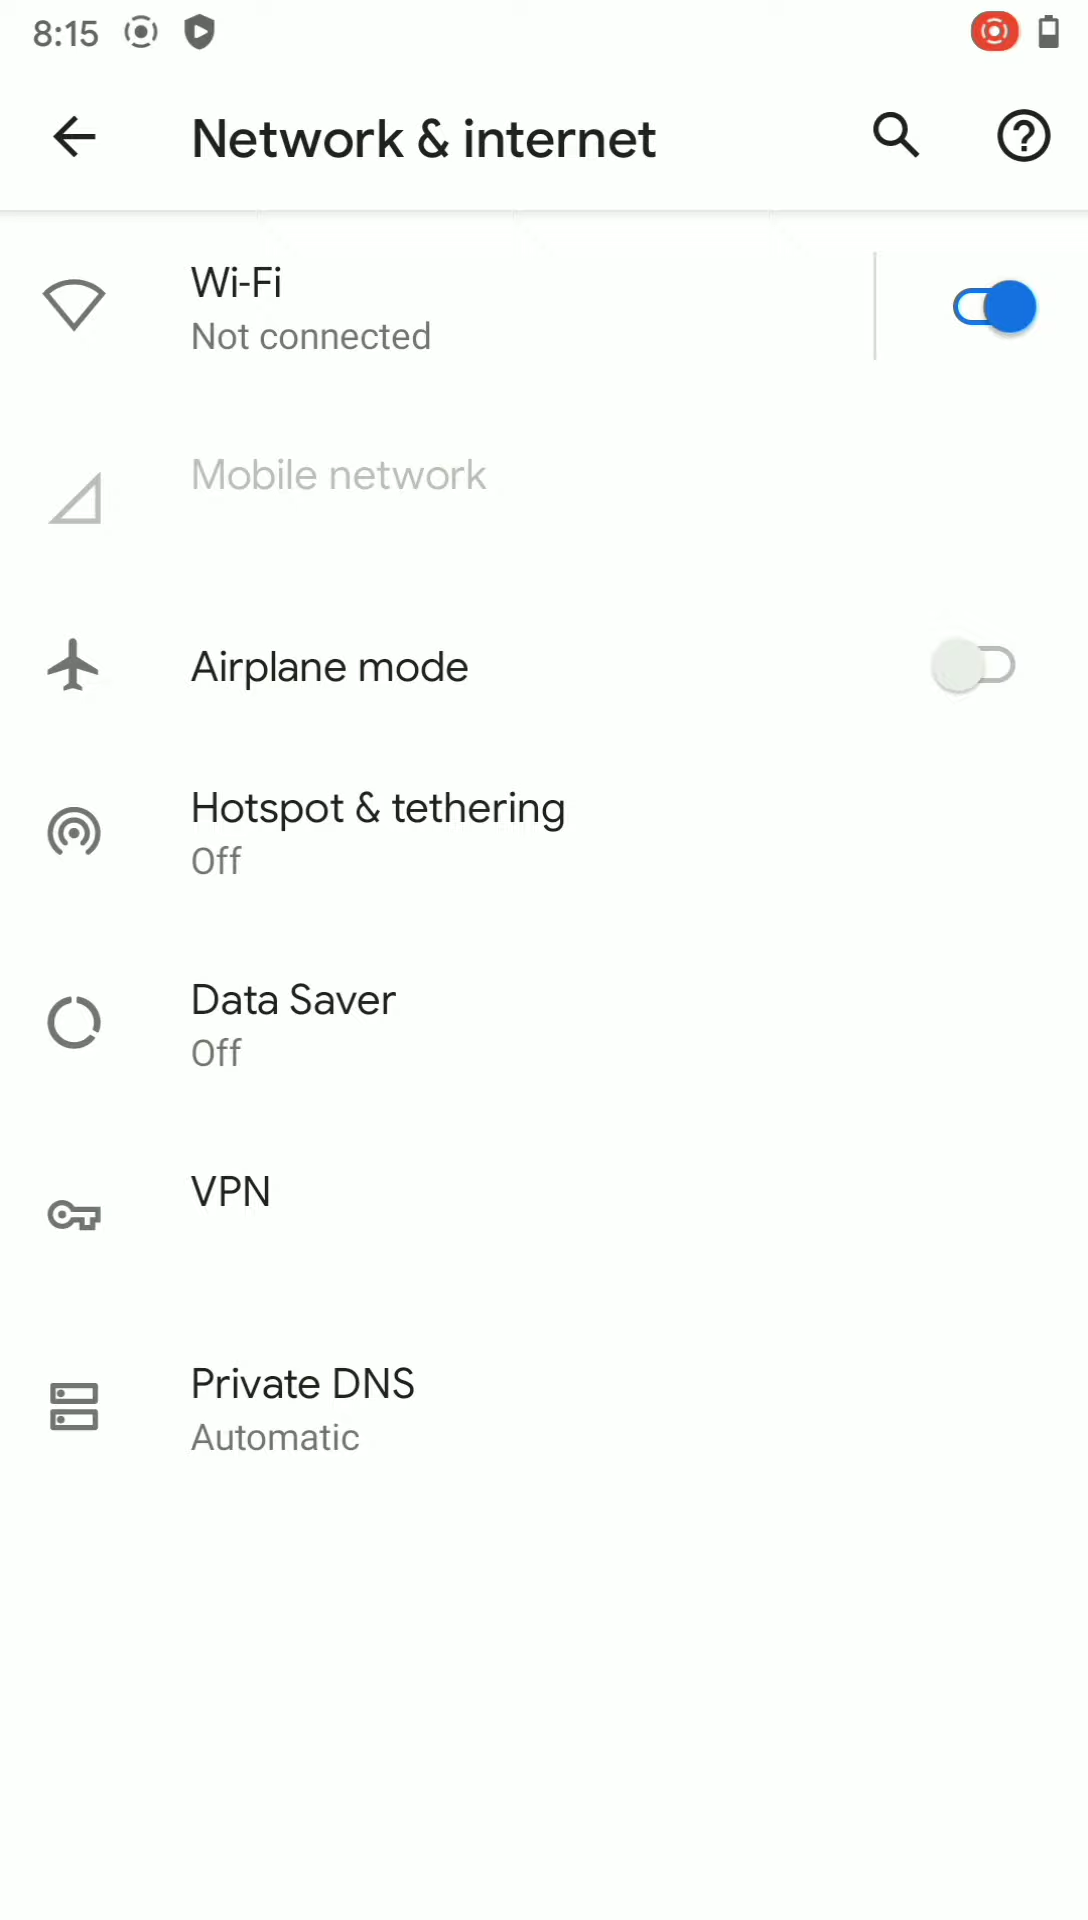 8:15
Network & internet
Wi-Fi
Not connected
Mobile network
Airplane mode
Hotspot & tethering
Off
Data Saver
Off
VPN
Private DNS
Automatic